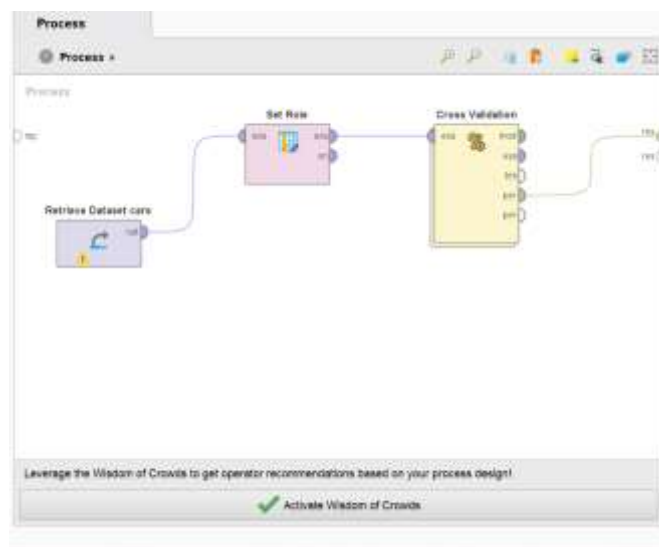 Process
Process
Process
Set Role
Cross Validation
Retrieve Dataset cars
Leverage the Wisdom of Crowds to get operator recommendations based on your process design!
Activate Wisdom of Crowds